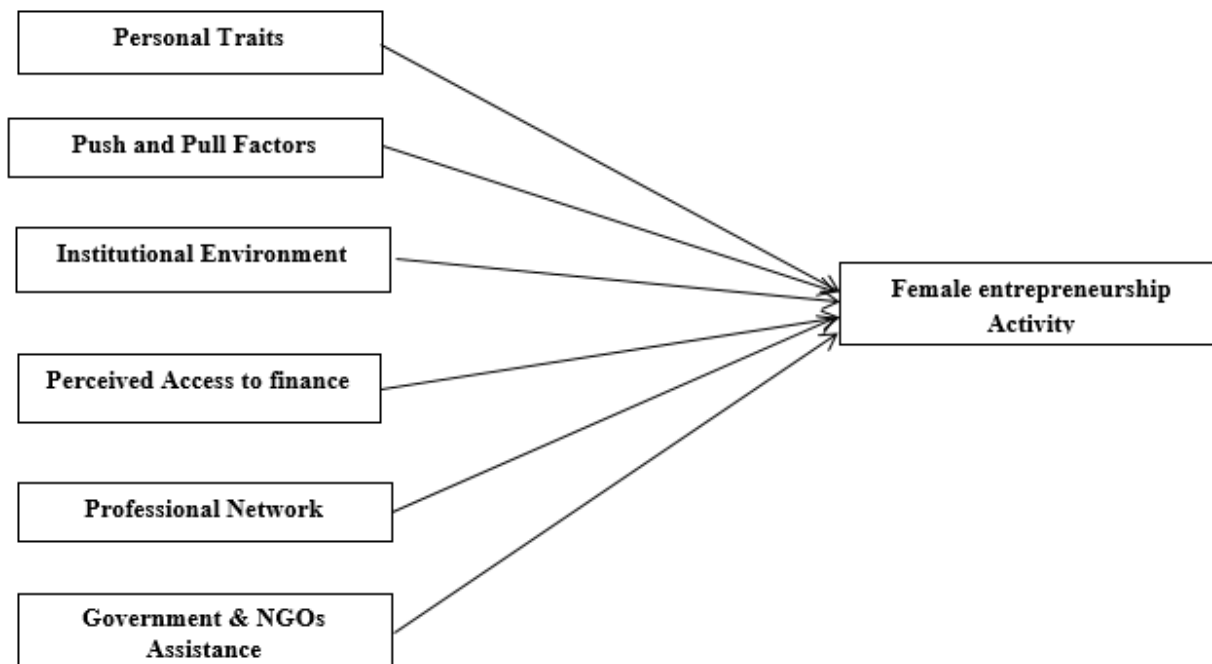 Personal Traits
Push and Pull Factors
Institutional Environment
Female entrepreneurship
Activity
Perceived Access to finance
Professional Network
Government & NGOs
Assistance